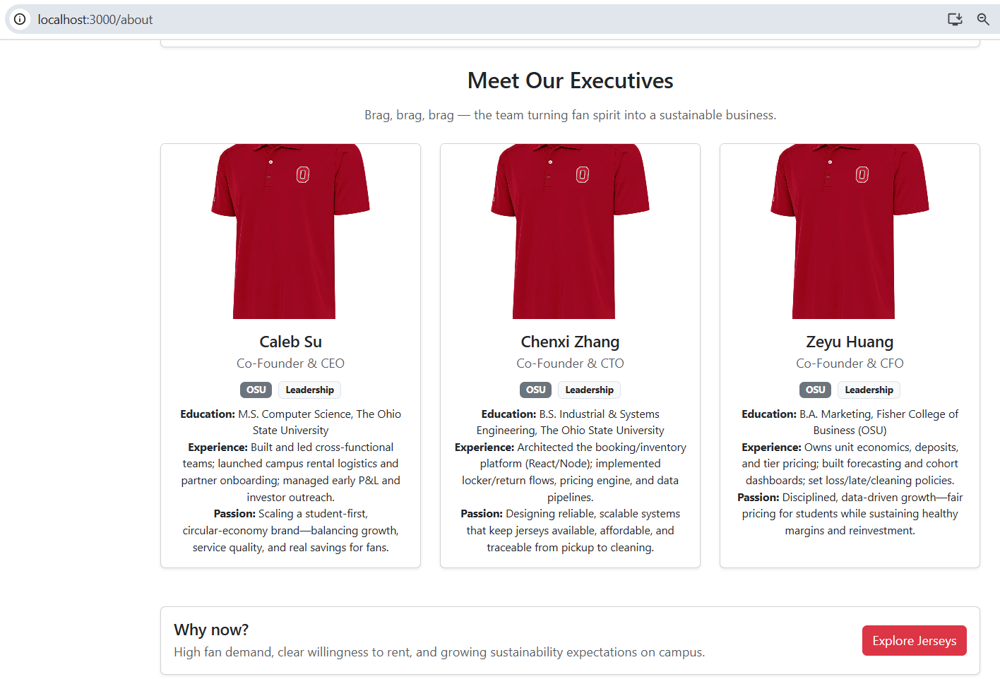 localhost:3000/about
Meet Our Executives
Brag, brag, brag — the team turning fan spirit into a sustainable business.
O
O
O
Caleb Su
Co-Founder & CEO
OSU Leadership
Education: M.S. Computer Science, The Ohio
State University
Experience: Built and led cross-functional
teams; launched campus rental logistics and
partner onboarding; managed early P&L and
investor outreach.
Passion: Scaling a student-first,
circular-economy brand—balancing growth,
service quality, and real savings for fans.
Chenxi Zhang
Co-Founder & CTO
OSU Leadership
Education: B.S. Industrial & Systems
Engineering, The Ohio State University
Experience: Architected the booking/inventory
platform (React/Node); implemented
locker/return flows, pricing engine, and data
pipelines.
Passion: Designing reliable, scalable systems
that keep jerseys available, affordable, and
traceable from pickup to cleaning.
Zeyu Huang
Co-Founder & CFO
OSU Leadership
Education: B.A. Marketing, Fisher College of
Business (OSU)
Experience: Owns unit economics, deposits,
and tier pricing; built forecasting and cohort
dashboards; set loss/late/cleaning policies.
Passion: Disciplined, data-driven growth—fair
pricing for students while sustaining healthy
margins and reinvestment.
Why now?
High fan demand, clear willingness to rent, and growing sustainability expectations on campus.
Explore Jerseys